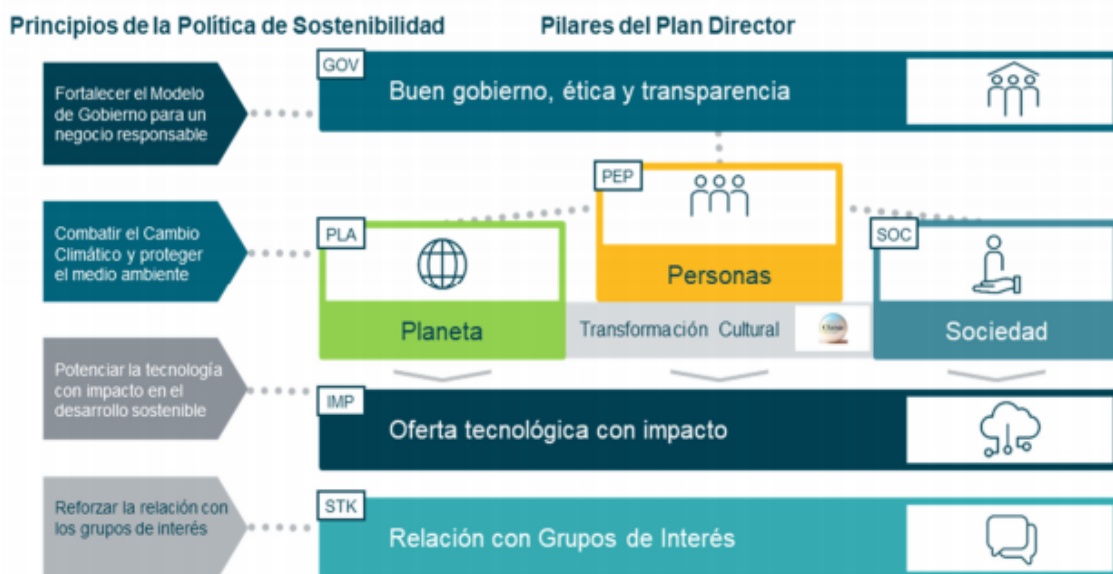 Principios de la Política de Sostenibilidad
Pilares del Plan Director
Fortalecer el Modelo
de Gobierno para un
negocio responsable
GOV
Buen gobierno, ética y transparencia
Combatir el Cambio
Climático y proteger
el medio ambiente
PLA
Planeta
PEP
Personas
Transformación Cultural
SOC
Sociedad
Potenciar la tecnología
con impacto en el
desarrollo sostenible
IMP
Oferta tecnológica con impacto
Reforzar la relación con
los grupos de interés
STK
Relación con Grupos de Interés